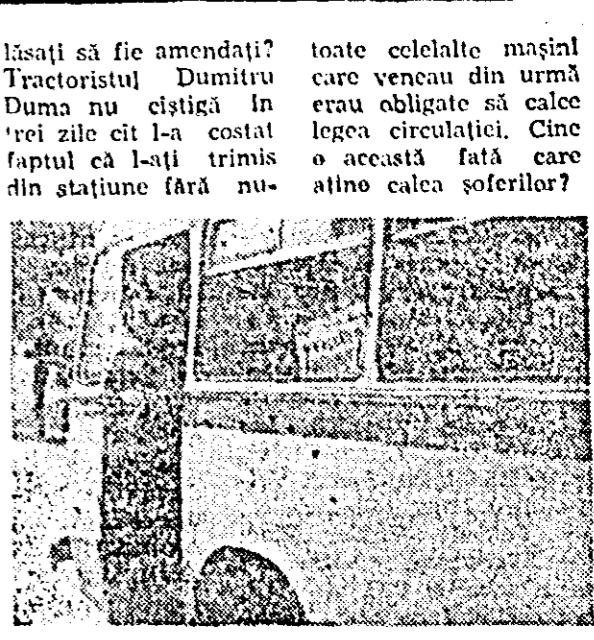 lăsați să fie amendați?
Tractoristul Dumitru
Duma nu cîștigă în
trei zile cît l-a costat
faptul că l-ați trimis
din stațiune fără nu-
toate celelalte mașini
care veneau din urmă
erau obligate să calce
legea circulației. Cine
o această fată care
atino calea șoferilor?